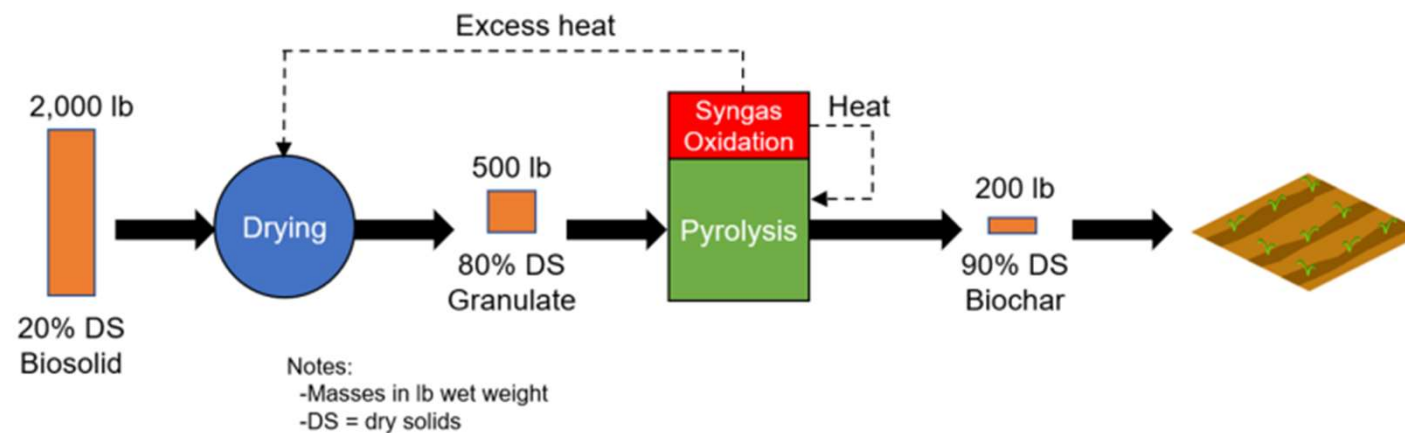 Excess heat
2,000 lb
Syngas
Oxidation
Heat
500 lb
200 lb
Drying
Pyrolysis
80% DS
Granulate
90% DS
Biochar
20% DS
Biosolid
Notes:
-Masses in lb wet weight
-DS = dry solids